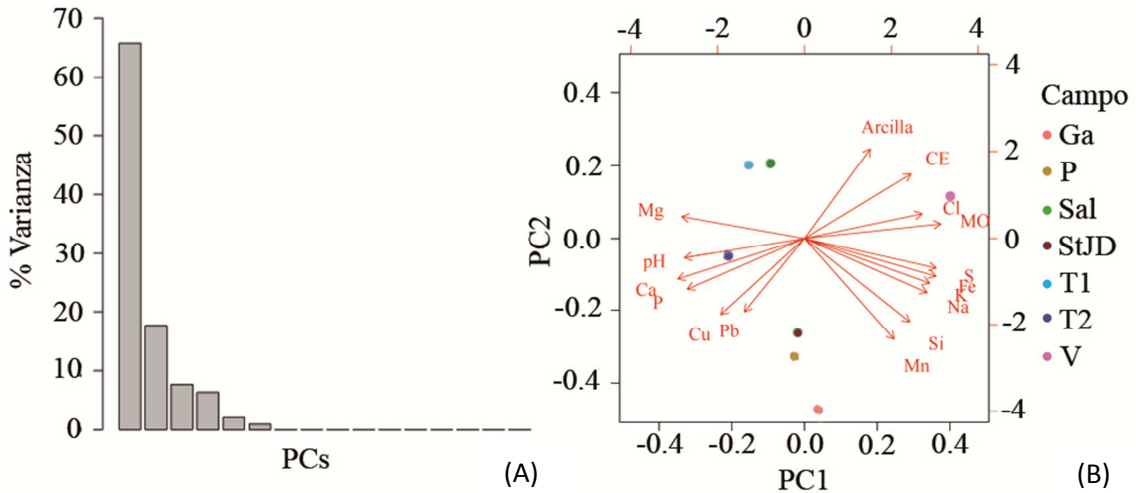 70
60
50
40
30
20
10
0
% Varianza
PCs
(A)
-4 -2 0 4
0.4
0.2
0.0
-0.2
-0.4
PC2
4
2
0
-2
-4
Arcilla
CE
Cl
MO
Mg
pH
Ca
P
Cu
Pb
S
Fe
K
Na
Si
Mn
-0.4 -0.2 0.0 0.2 0.4
PC1
Campo
Ga
P
Sal
StJD
T1
T2
V
(B)